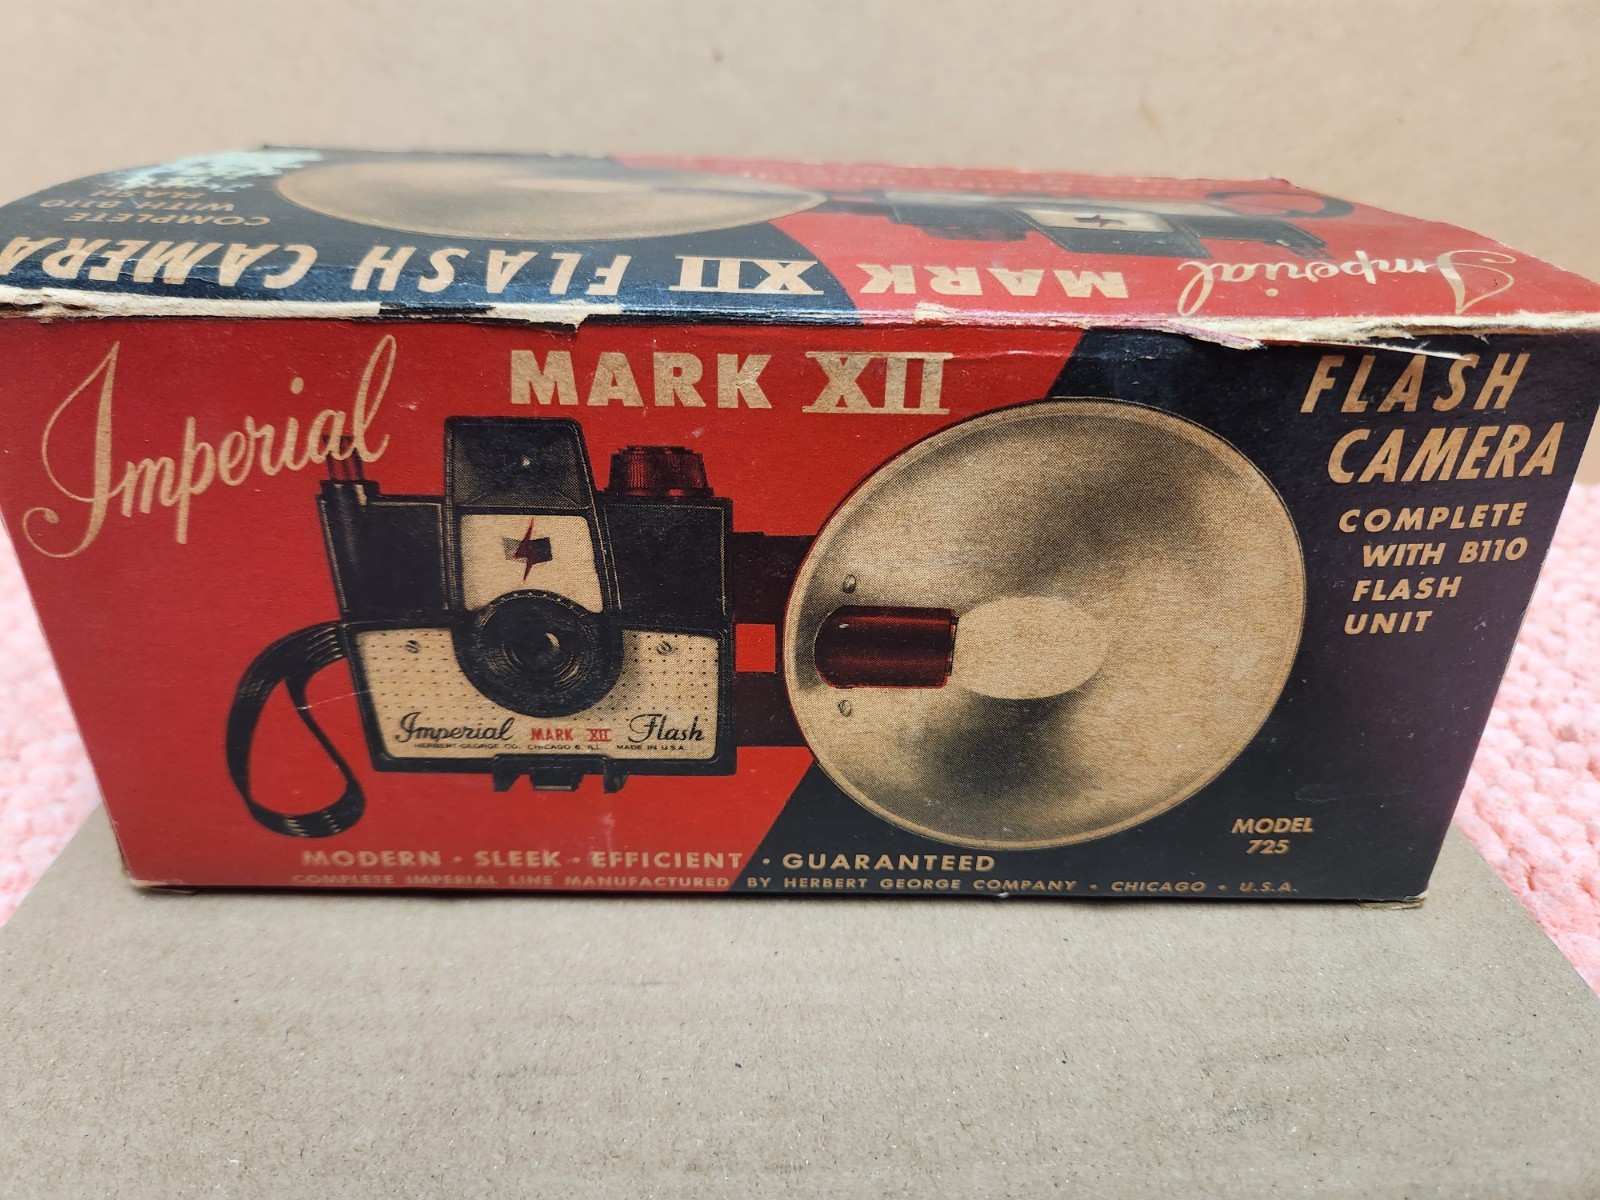 COMPLETE
WITH B110
FLASH
Imperial MARK XII FLASH CAMERA
Imperial
MARK XII
FLASH
CAMERA
COMPLETE
WITH B110
FLASH
UNIT
Imperial MARK XII Flash
HERBERT GEORGE CO. CHICAGO 6, ILL. MADE IN U.S.A.
MODEL
725
MODERN • SLEEK • EFFICIENT • GUARANTEED
COMPLETE IMPERIAL LINE MANUFACTURED BY HERBERT GEORGE COMPANY • CHICAGO • U.S.A.